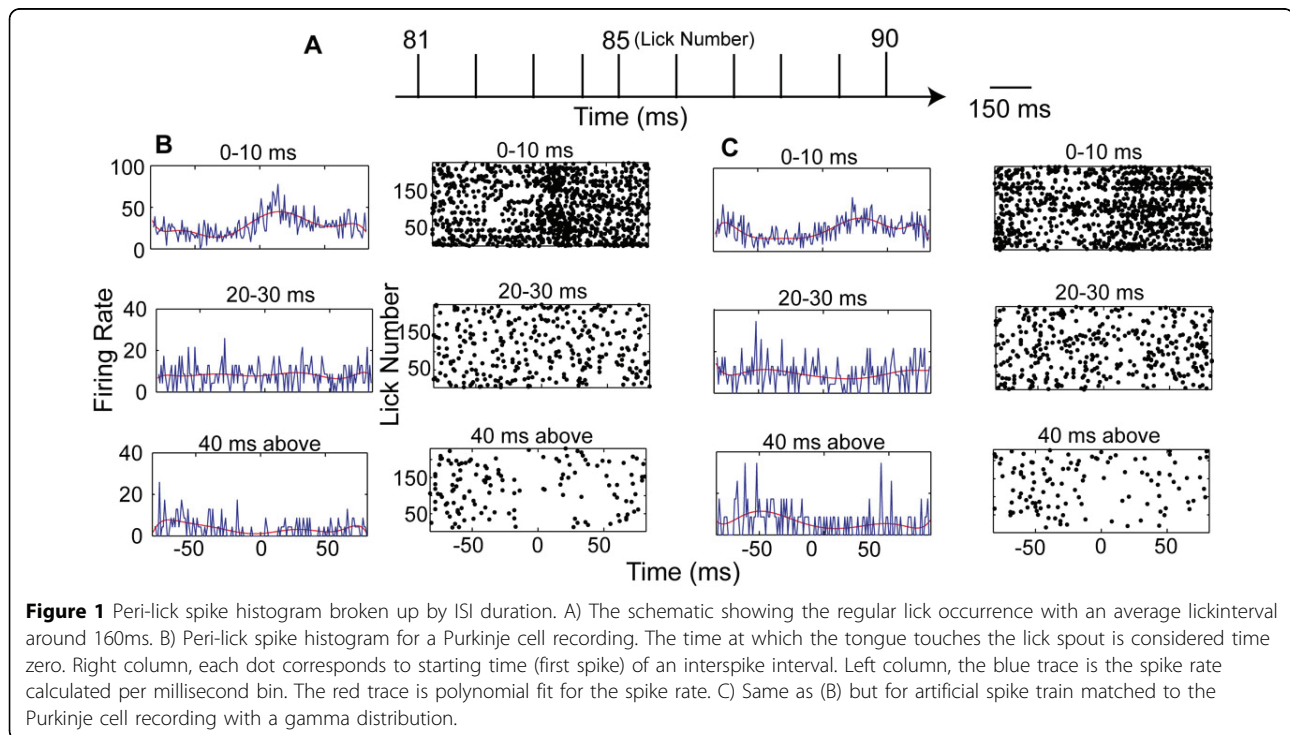 A
81 85 (Lick Number) 90
Time (ms)
150 ms
B
0-10 ms
100
50
0
0-10 ms
150
50
C
0-10 ms
0-10 ms
Firing Rate
20-30 ms
40
20
0
Lick Number
20-30 ms
150
50
20-30 ms
20-30 ms
40 ms above
40
20
0
-50 0 50
40 ms above
150
50
-50 0 50
40 ms above
-50 0 50
40 ms above
-50 0 50
Time (ms)
Figure 1 Peri-lick spike histogram broken up by ISI duration. A) The schematic showing the regular lick occurrence with an average lickinterval
around 160ms. B) Peri-lick spike histogram for a Purkinje cell recording. The time at which the tongue touches the lick spout is considered time
zero. Right column, each dot corresponds to starting time (first spike) of an interspike interval. Left column, the blue trace is the spike rate
calculated per millisecond bin. The red trace is polynomial fit for the spike rate. C) Same as (B) but for artificial spike train matched to the
Purkinje cell recording with a gamma distribution.